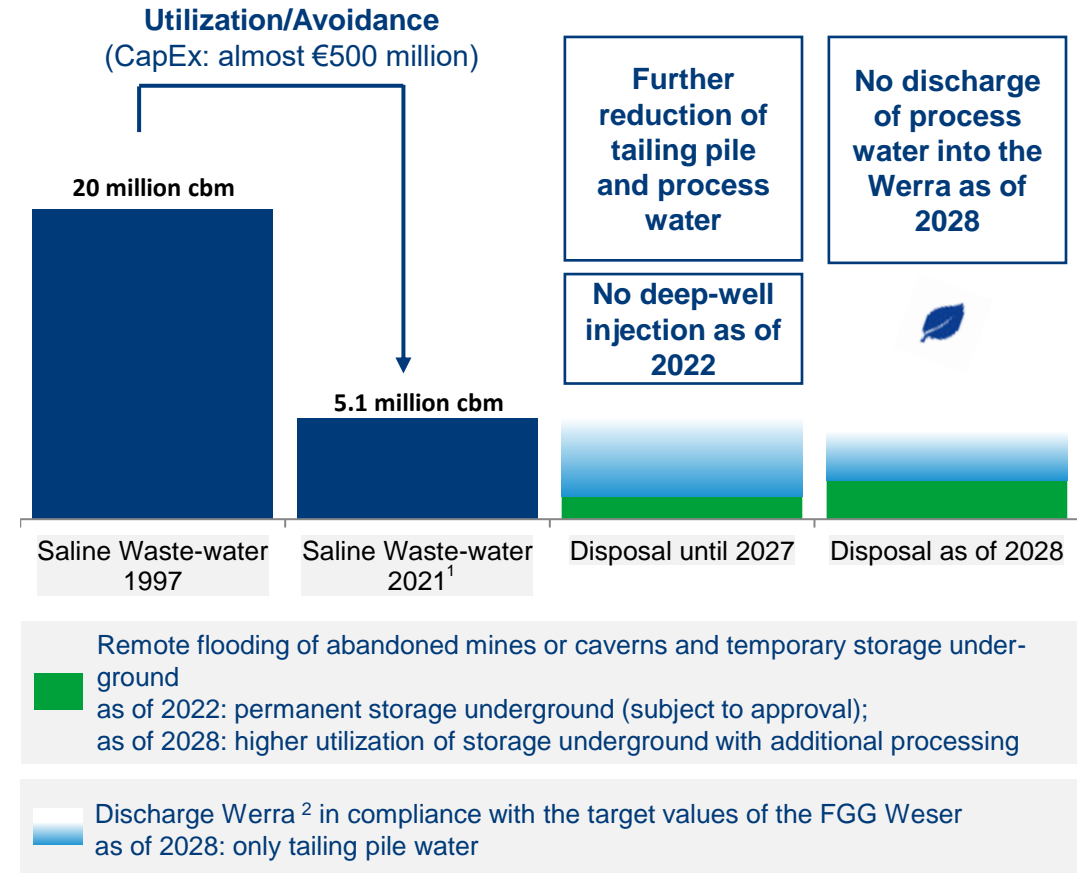 Utilization/Avoidance
(CapEx: almost €500 million)
20 million cbm
5.1 million cbm
Further
reduction of
tailing pile
and process
water
No deep-well
injection as of
2022
No discharge
of process
water into the
Werra as of
2028
Saline Waste-water
1997
Saline Waste-water
2021¹
Disposal until 2027
Disposal as of 2028
Remote flooding of abandoned mines or caverns and temporary storage under-
ground
as of 2022: permanent storage underground (subject to approval);
as of 2028: higher utilization of storage underground with additional processing
Discharge Werra ² in compliance with the target values of the FGG Weser
as of 2028: only tailing pile water